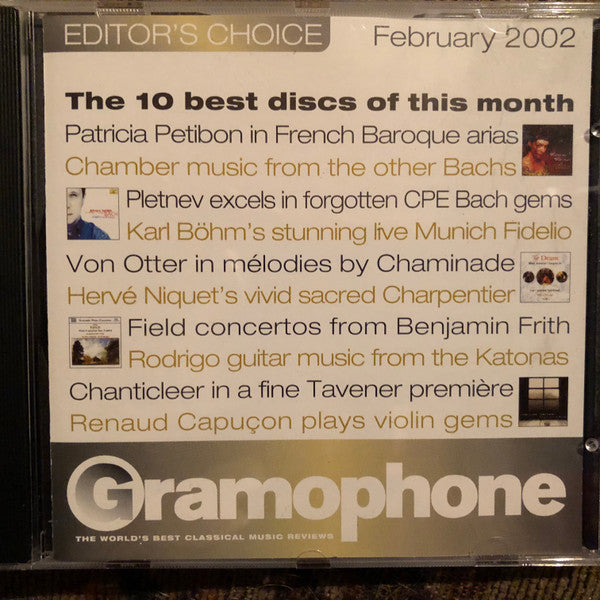 EDITOR'S CHOICE
February 2002
The 10 best discs of this month
Patricia Petibon in French Baroque arias
Chamber music from the other Bachs
Pletnev excels in forgotten CPE Bach gems
Karl Böhm's stunning live Munich Fidelio
Von Otter in mélodies by Chaminade
Hervé Niquet's vivid sacred Charpentier
Field concertos from Benjamin Frith
Rodrigo guitar music from the Katonas
Chanticleer in a fine Tavener première
Renaud Capuçon plays violin gems
Gramophone
THE WORLD'S BEST CLASSICAL MUSIC REVIEWS